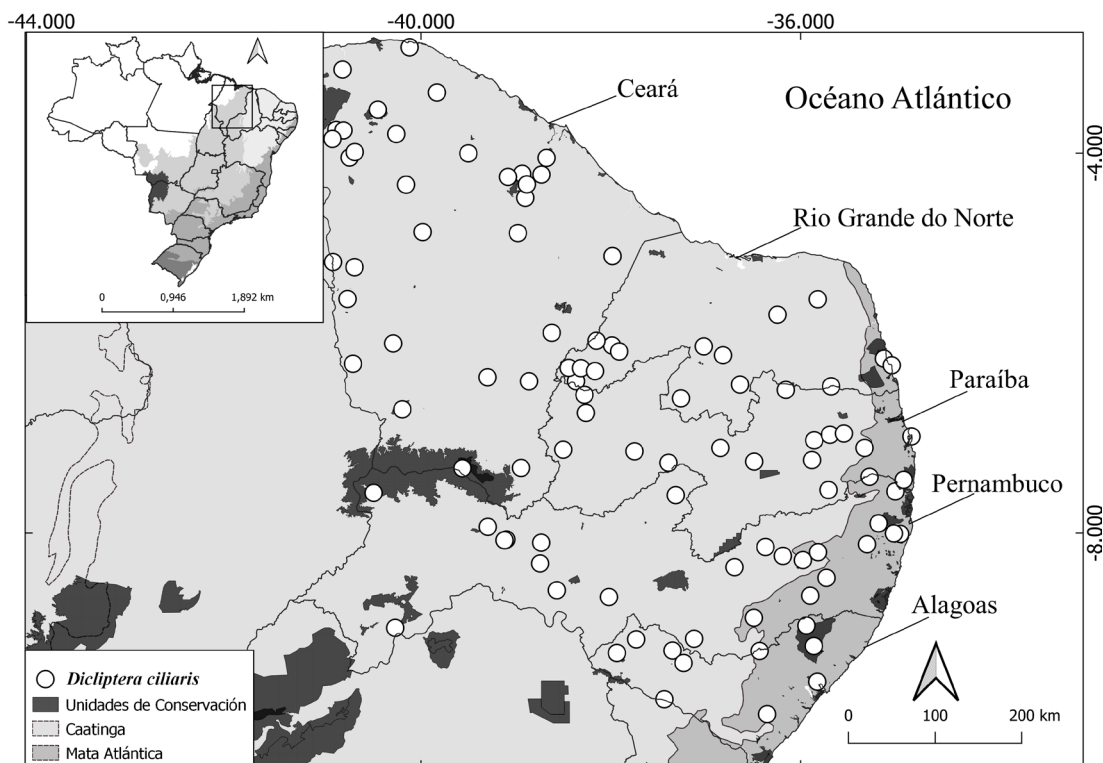 -44.000
-40.000
-36.000
Ceará
Océano Atlántico
-4.000
Rio Grande do Norte
0 0,946 1,892 km
Paraíba
Pernambuco
-8.000
Alagoas
Dicliptera ciliaris
Unidades de Conservación
Caatinga
Mata Atlántica
0 100 200 km